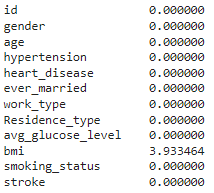 id 0.000000
gender 0.000000
age 0.000000
hypertension 0.000000
heart_disease 0.000000
ever_married 0.000000
work_type 0.000000
Residence_type 0.000000
avg_glucose_level 0.000000
bmi 3.933464
smoking_status 0.000000
stroke 0.000000